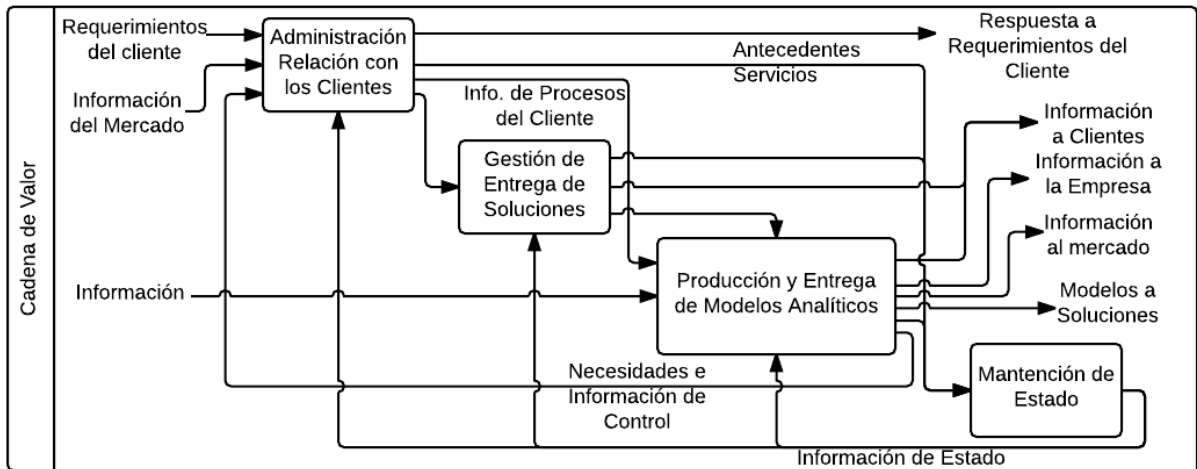 Cadena de Valor
Requerimientos
del cliente
Información
del Mercado
Administración
Relación con
los Clientes
Antecedentes
Servicios
Respuesta a
Requerimientos del
Cliente
Info. de Procesos
del Cliente
Gestión de
Entrega de
Soluciones
Información
a Clientes
Información a
la Empresa
Información
al mercado
Información
Producción y Entrega
de Modelos Analíticos
Modelos a
Soluciones
Necesidades e
Información de
Control
Mantención de
Estado
Información de Estado